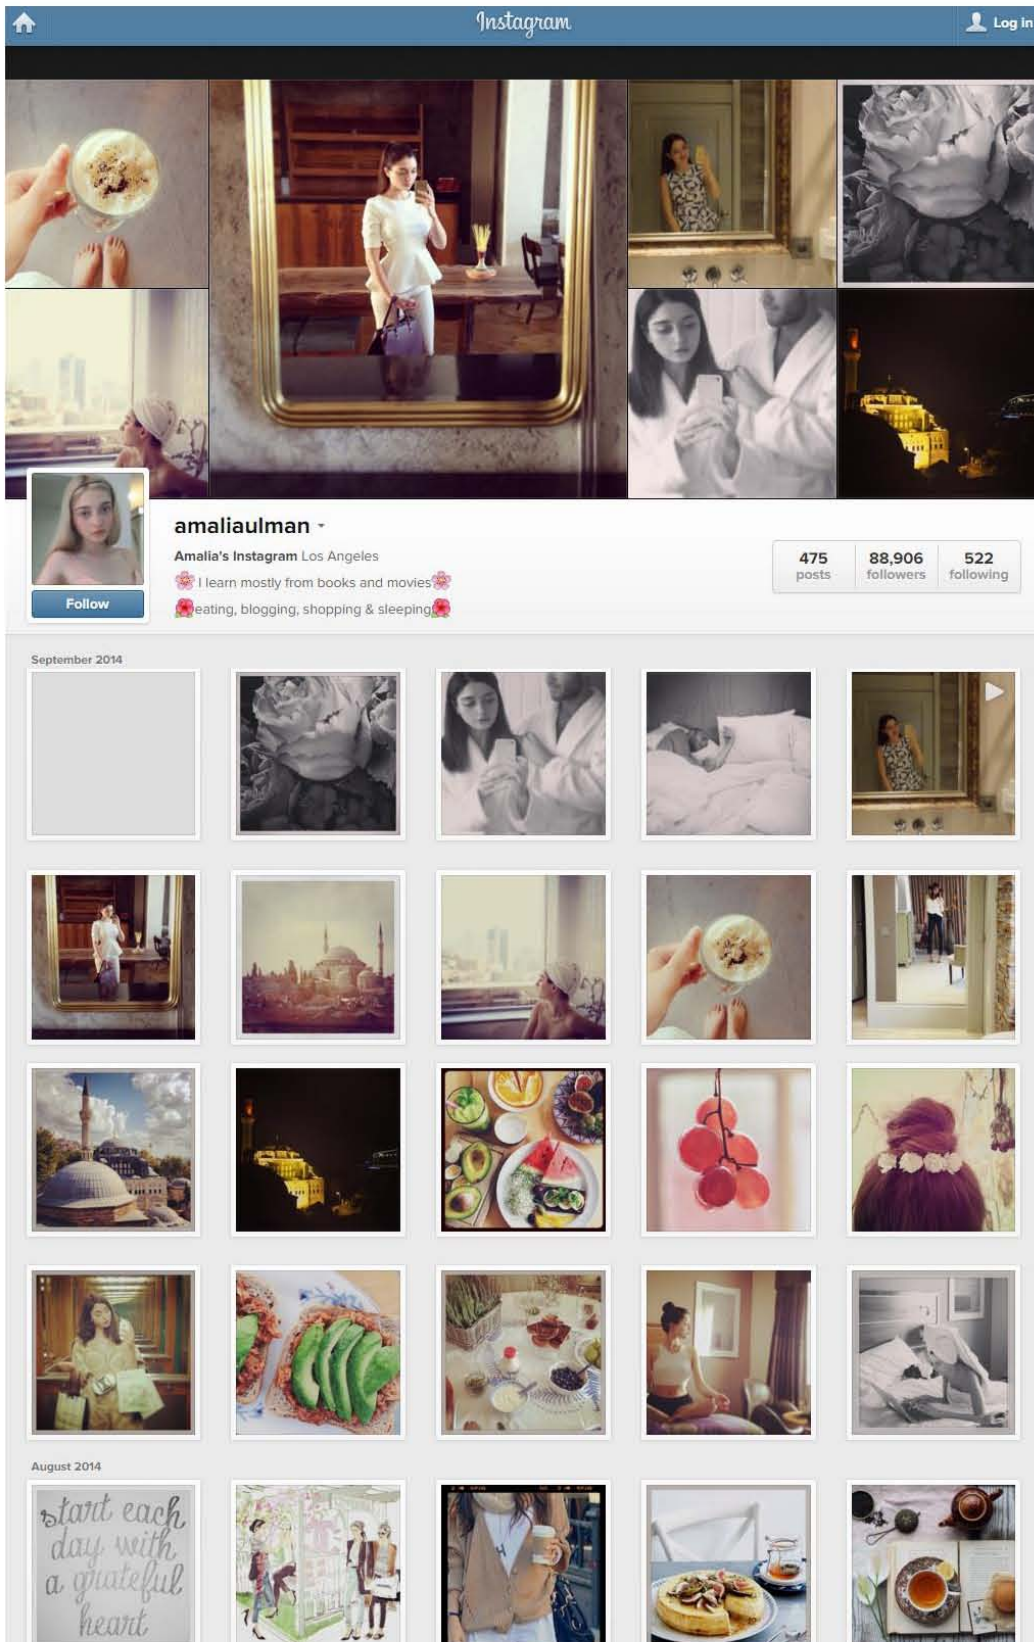 Instagram
Log in
amaliaulman
Amalia's Instagram Los Angeles
I learn mostly from books and movies
eating, blogging, shopping & sleeping
Follow
475 posts
88,906 followers
522 following
September 2014
August 2014
start each
day with
a grateful
heart